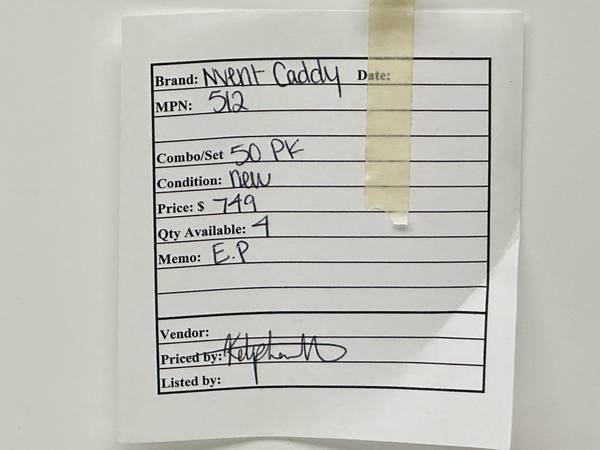 Brand: Nvent Caddy Date:
MPN: 512
Combo/Set 50 PK
Condition: new
Price: $ 749
Qty Available: 4
Memo: E.P
Vendor:
Priced by:
Listed by: